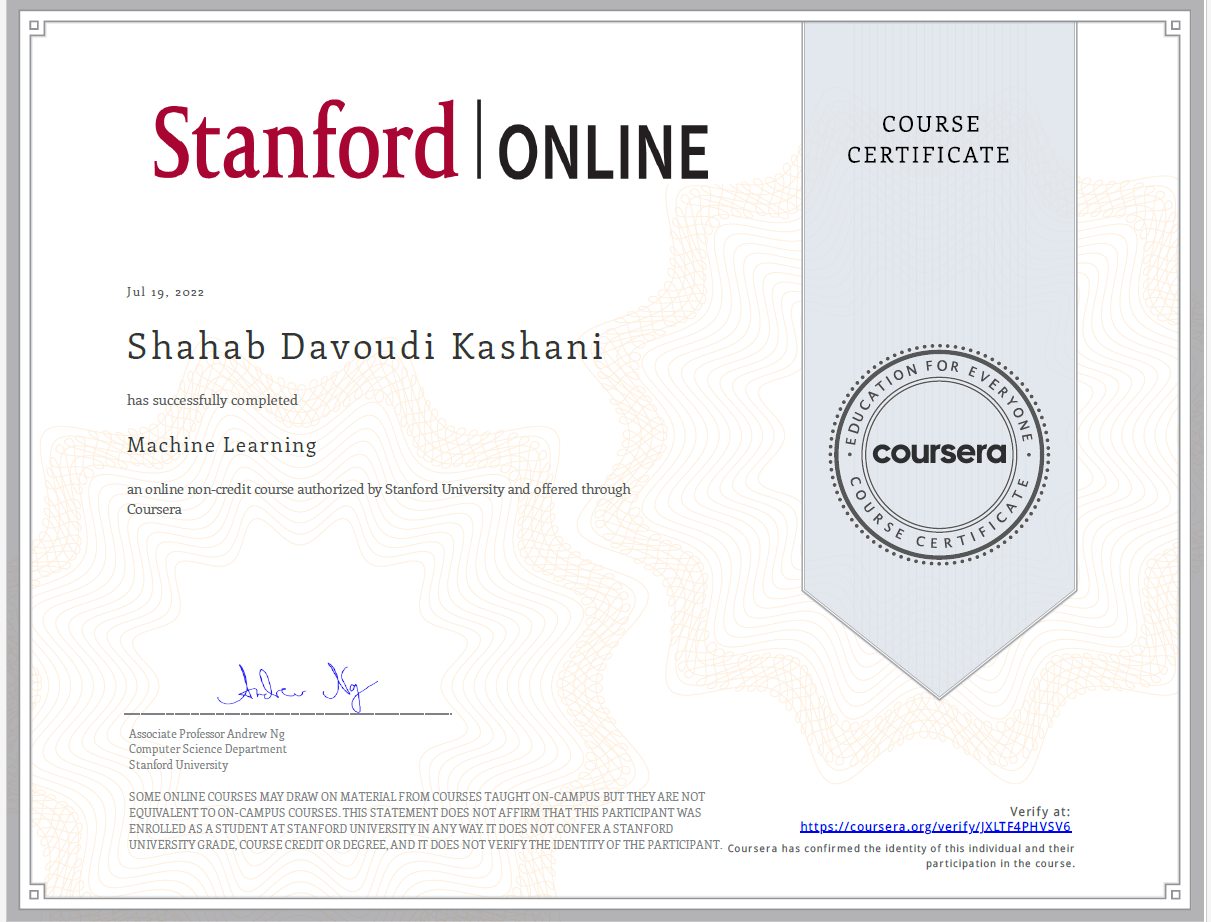 Stanford | ONLINE
COURSE
CERTIFICATE
Jul 19, 2022
Shahab Davoudi Kashani
has successfully completed
Machine Learning
an online non-credit course authorized by Stanford University and offered through
Coursera
EDUCATION FOR EVERYONE
coursera
COURSE CERTIFICATE
Andrew Ng
Associate Professor Andrew Ng
Computer Science Department
Stanford University
SOME ONLINE COURSES MAY DRAW ON MATERIAL FROM COURSES TAUGHT ON-CAMPUS BUT THEY ARE NOT
EQUIVALENT TO ON-CAMPUS COURSES. THIS STATEMENT DOES NOT AFFIRM THAT THIS PARTICIPANT WAS
ENROLLED AS A STUDENT AT STANFORD UNIVERSITY IN ANY WAY. IT DOES NOT CONFER A STANFORD
UNIVERSITY GRADE, COURSE CREDIT OR DEGREE, AND IT DOES NOT VERIFY THE IDENTITY OF THE PARTICIPANT.
Verify at:
https://coursera.org/verify/JXLTF4PHVSV6
Coursera has confirmed the identity of this individual and their
participation in the course.